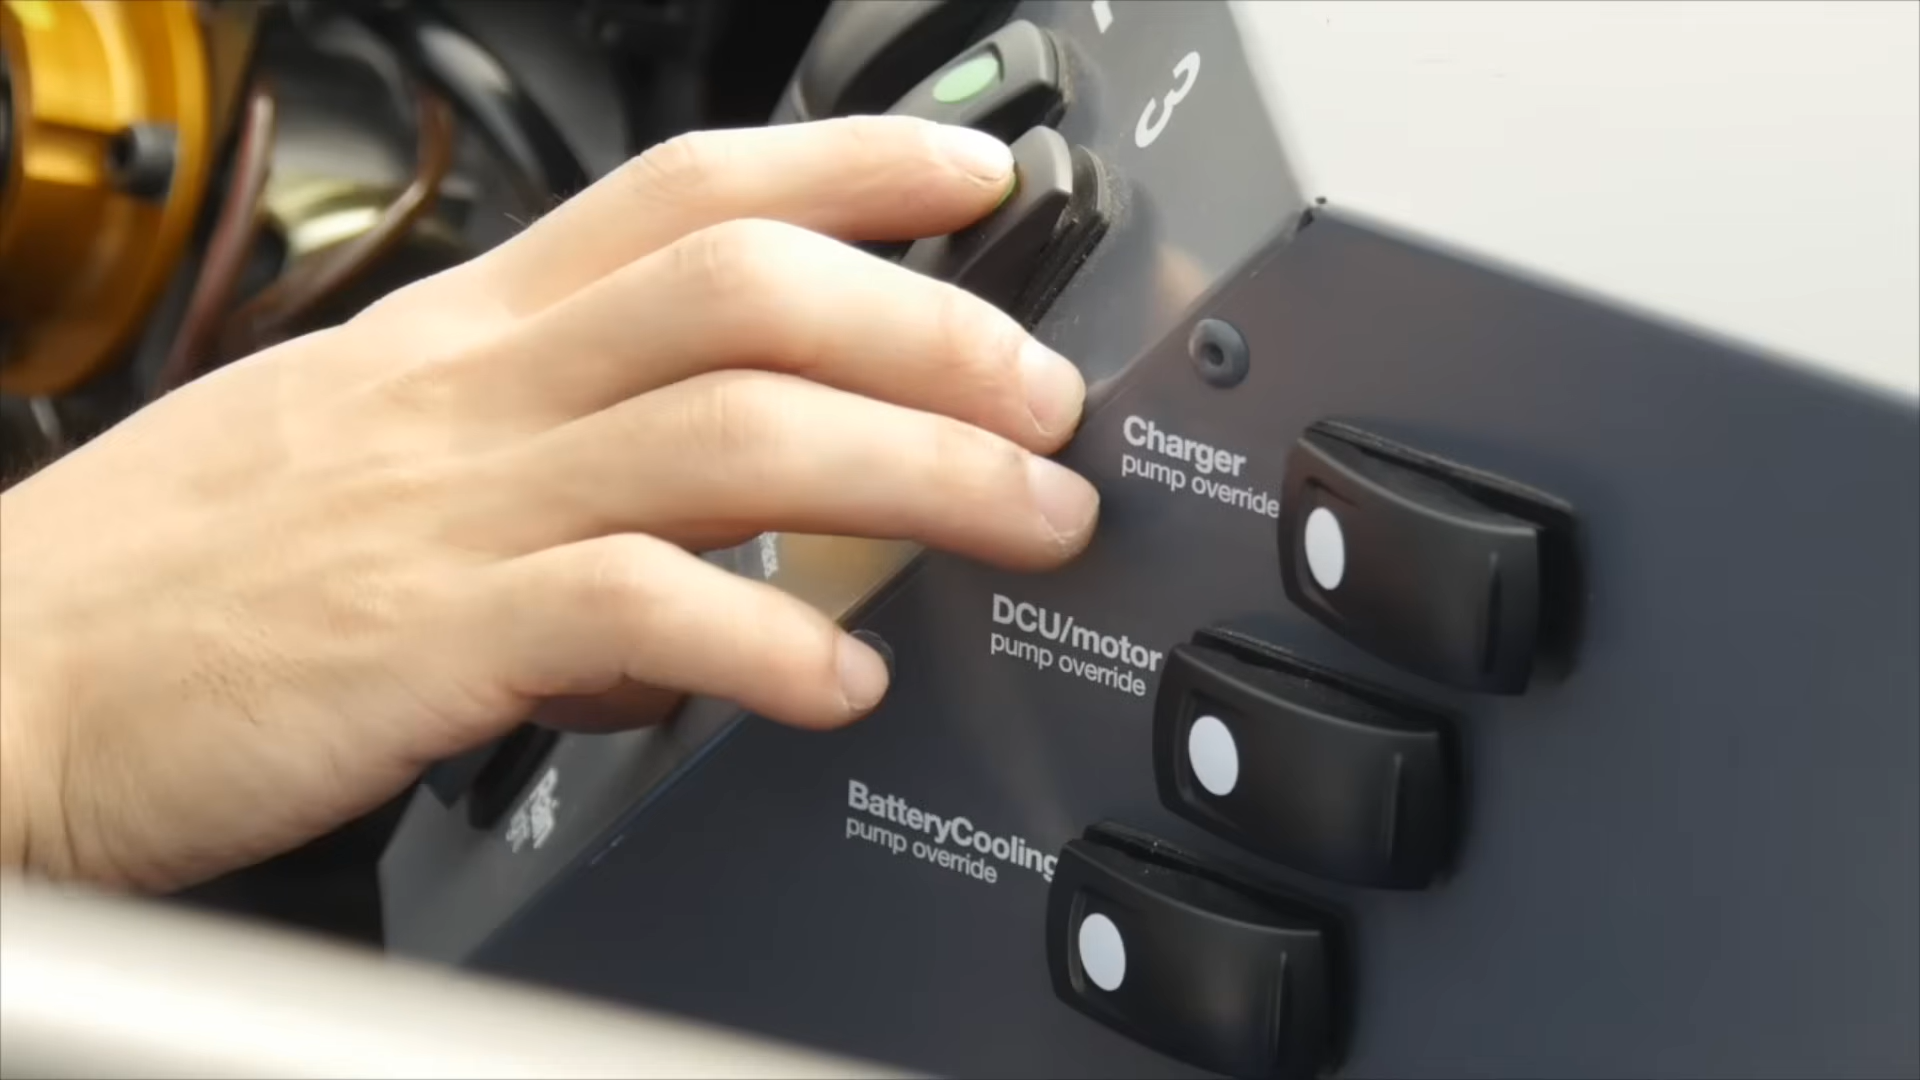 3
Charger
pump override
DCU/motor
pump override
BatteryCooling
pump override